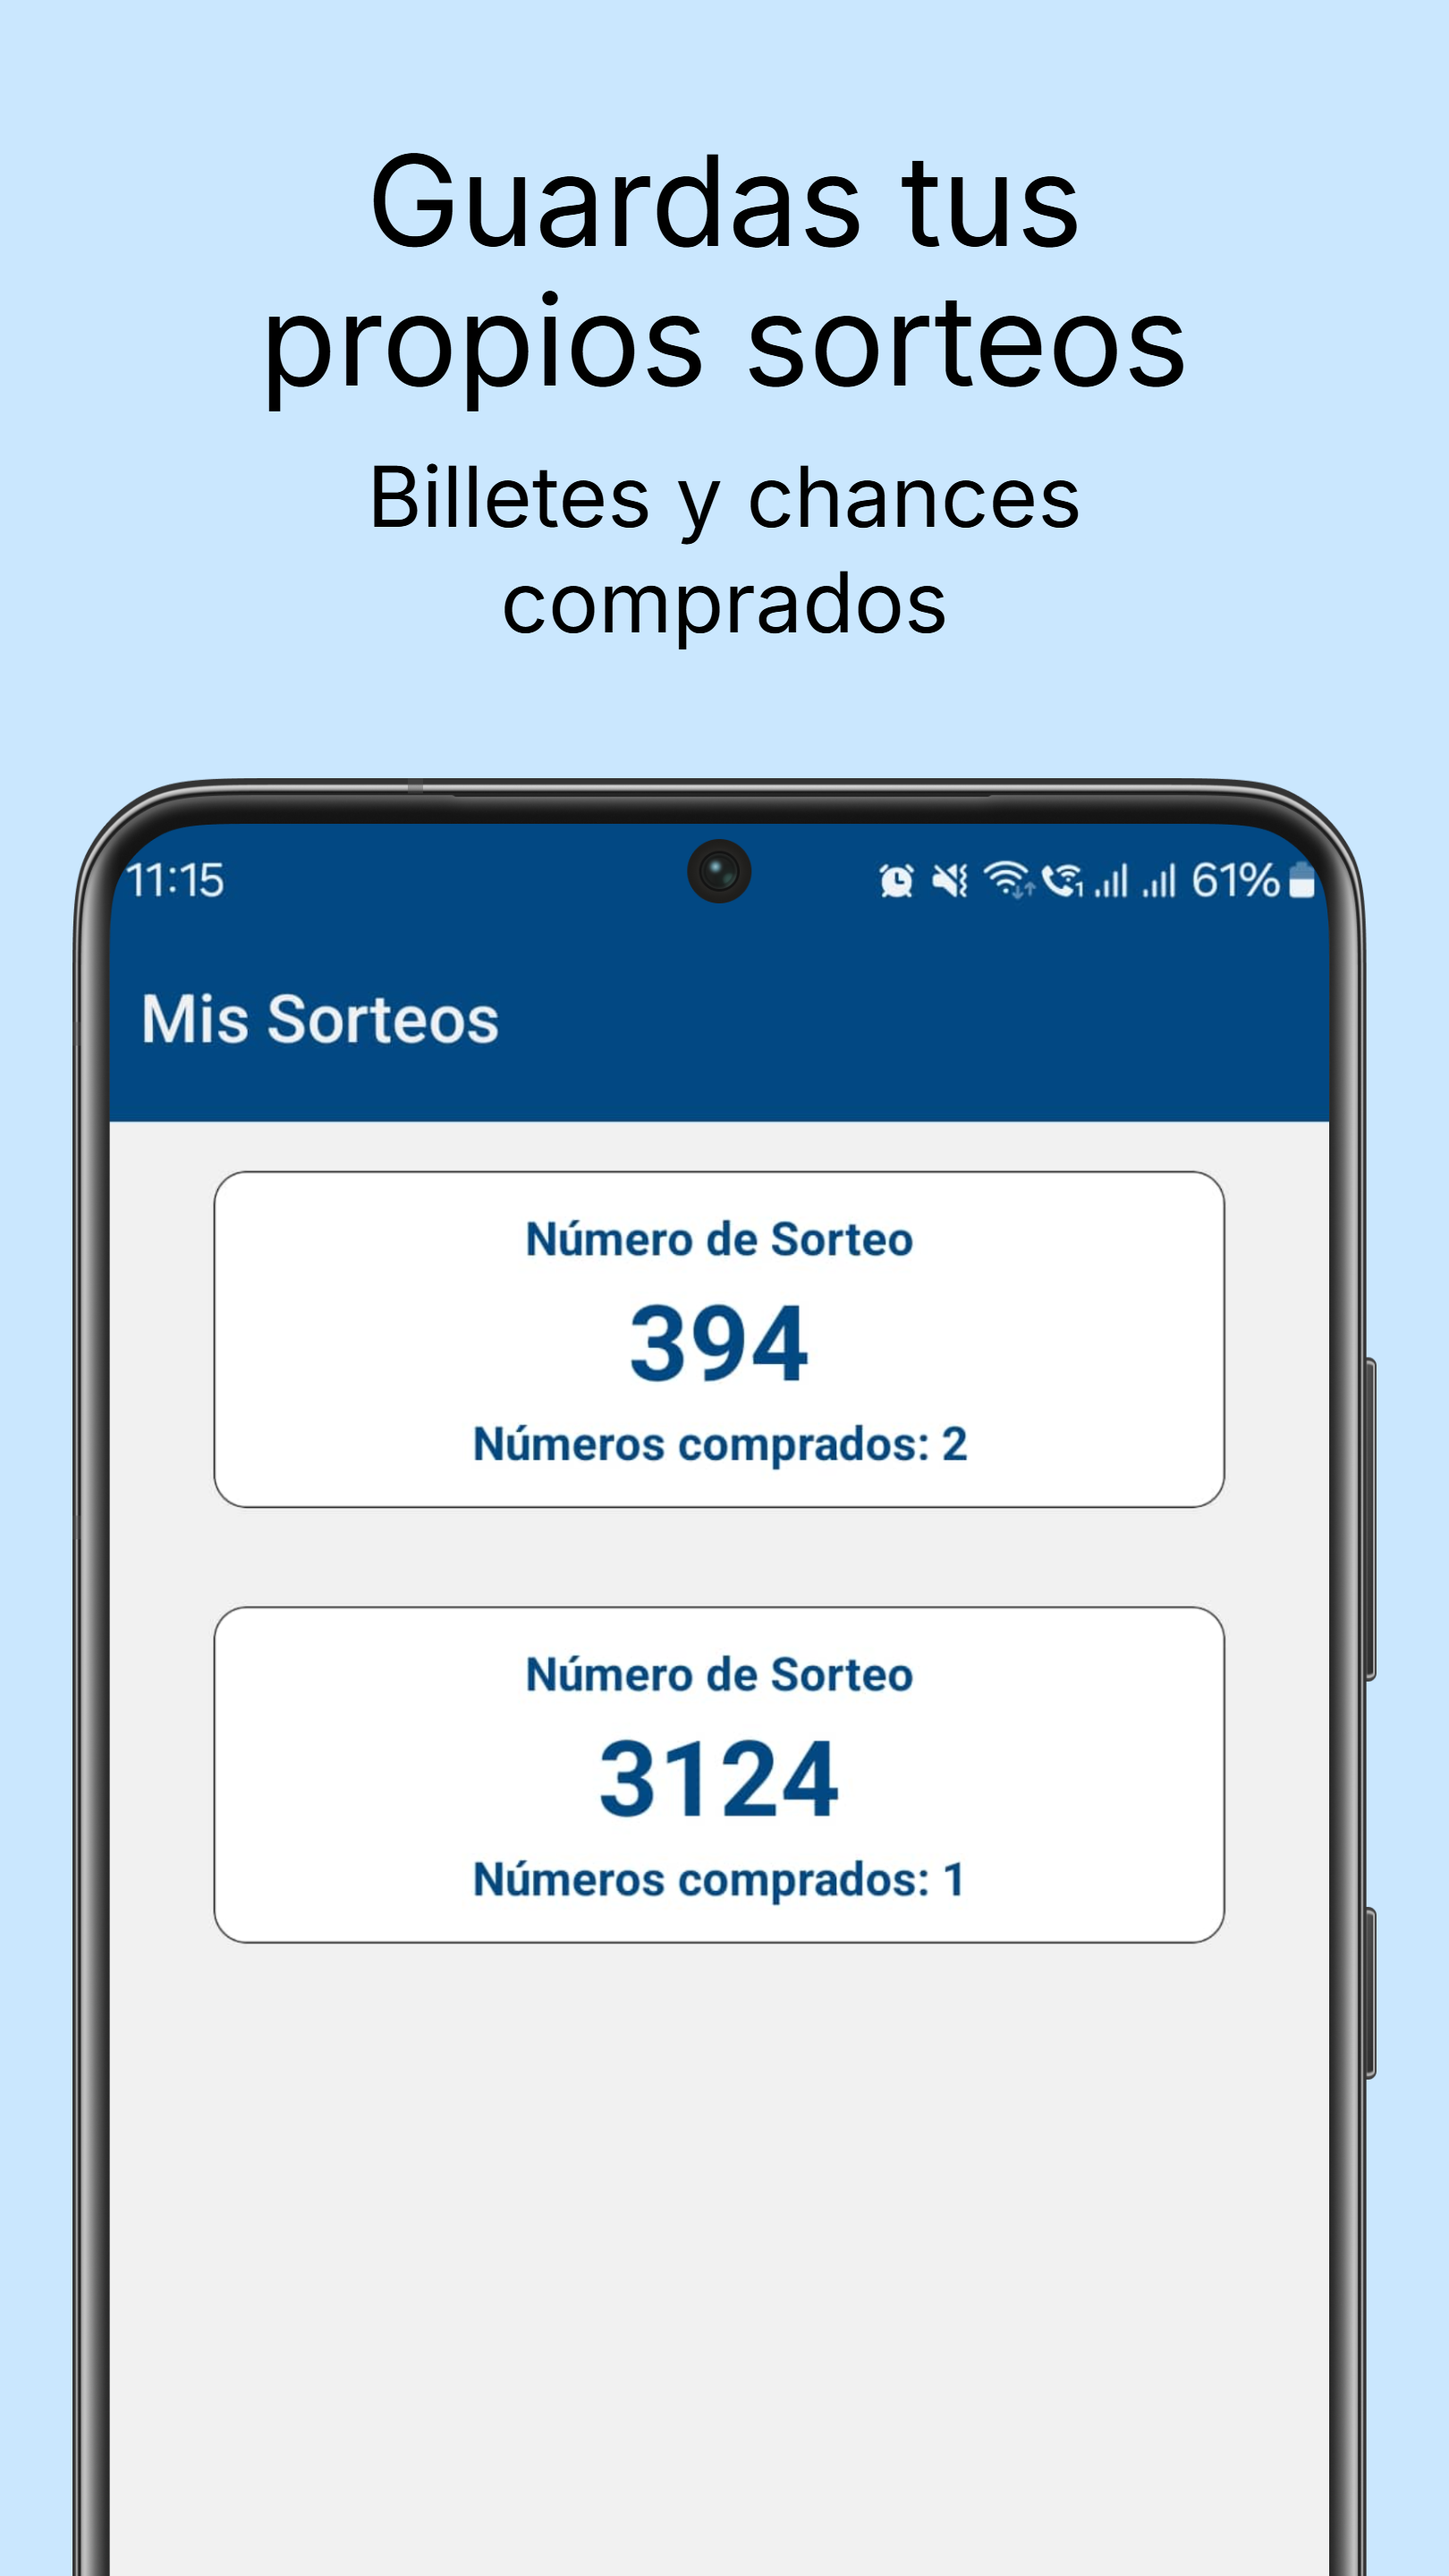 Guardas tus
propios sorteos
Billetes y chances
comprados
11:15
61%
Mis Sorteos
Número de Sorteo
394
Números comprados: 2
Número de Sorteo
3124
Números comprados: 1